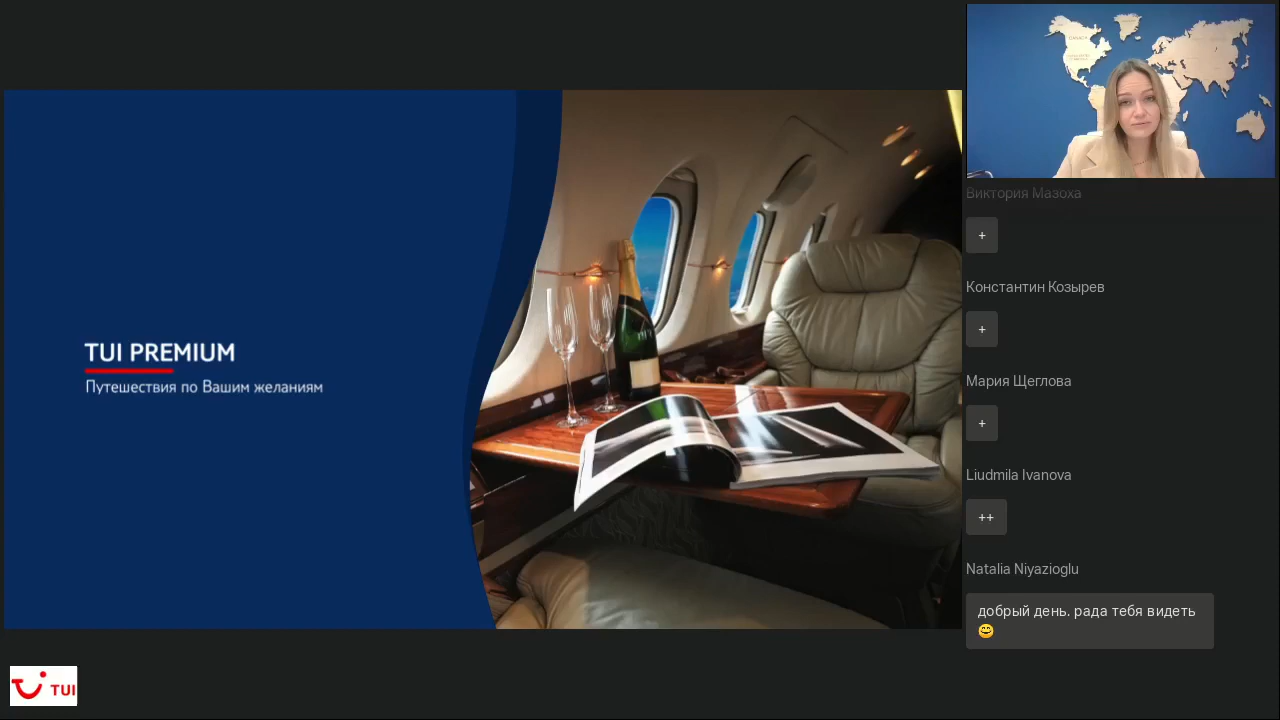 TUI PREMIUM
Путешествия по Вашим желаниям
Виктория Мазоха
+
Константин Козырев
+
Мария Щеглова
+
Liudmila Ivanova
++
Natalia Niyazioglu
добрый день. рада тебя видеть
😄
TUI